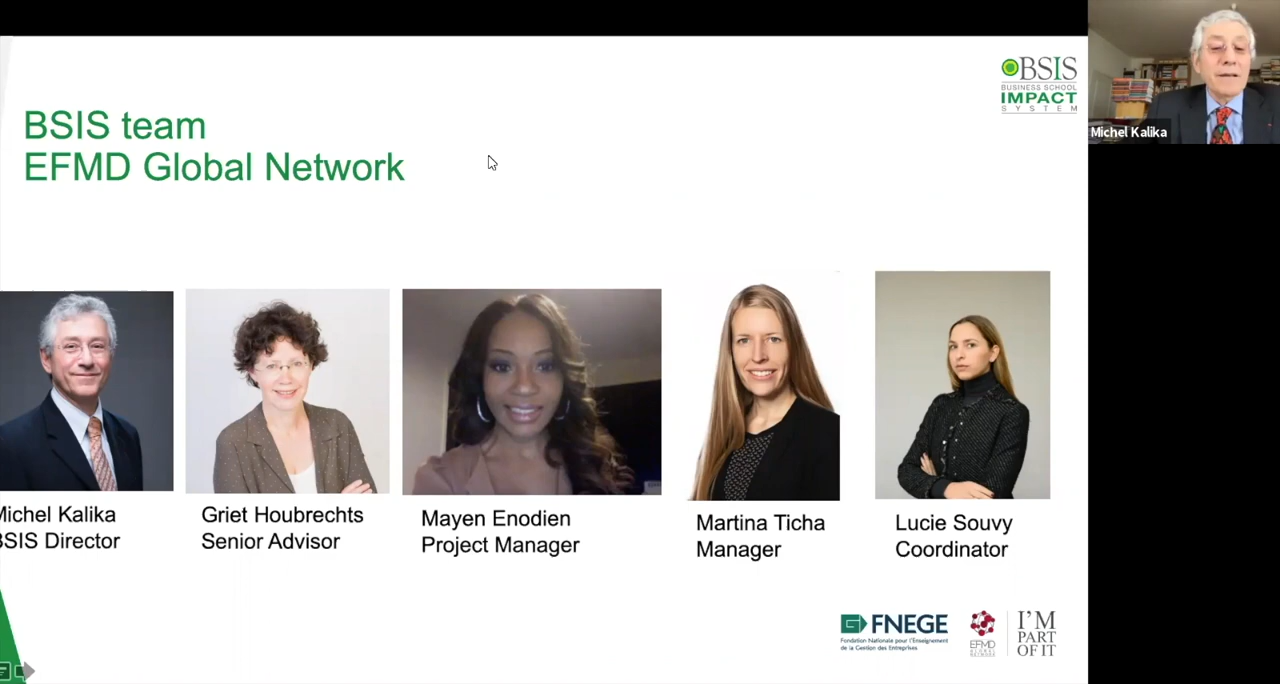 BSIS team
EFMD Global Network
BSIS
BUSINESS SCHOOL
IMPACT
SYSTEM
Michel Kalika
Michel Kalika
BSIS Director
Griet Houbrechts
Senior Advisor
Mayen Enodien
Project Manager
Martina Ticha
Manager
Lucie Souvy
Coordinator
FNEGE
Fondation Nationale pour l'Enseignement
de la Gestion des Entreprises
EFMD
GLOBAL
NETWORK
I'M
PART
OF IT